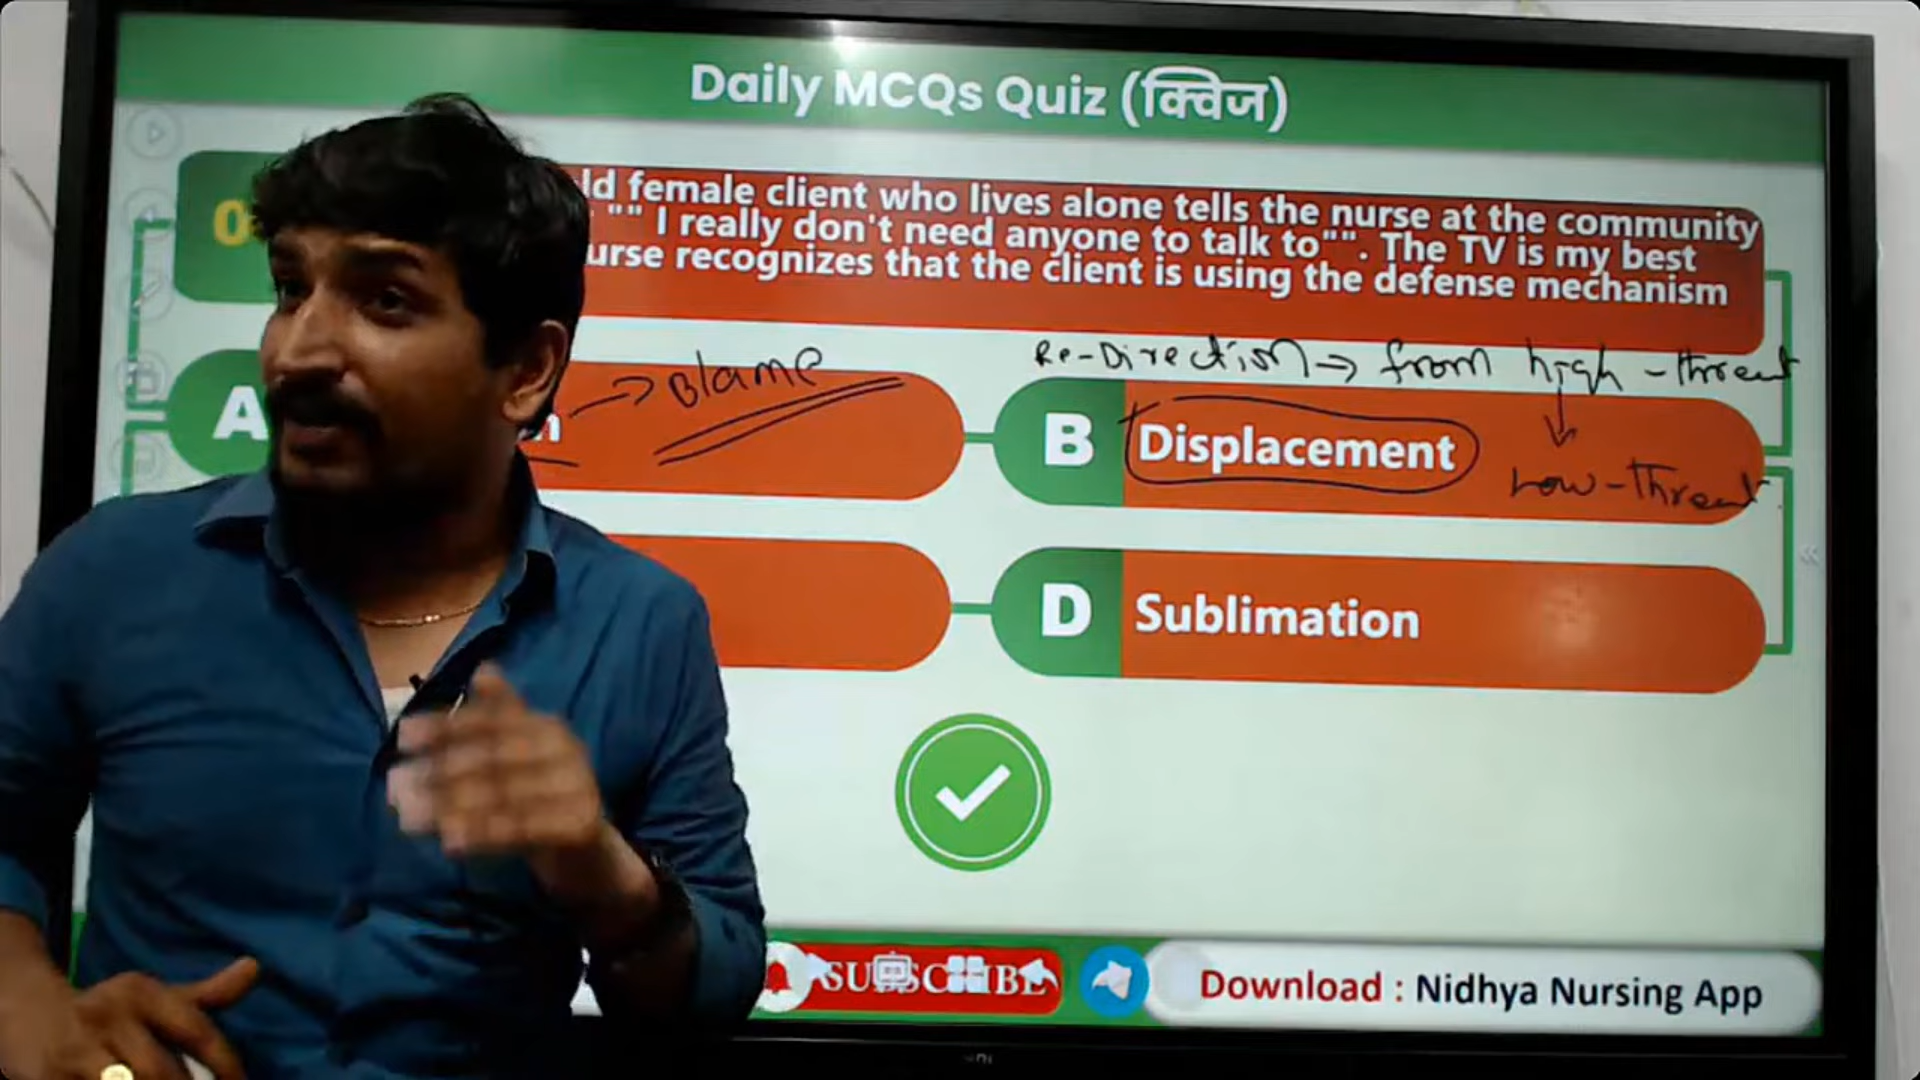 Daily MCQs Quiz (क्विज)
0
ld female client who lives alone tells the nurse at the community
"" I really don't need anyone to talk to"". The TV is my best
urse recognizes that the client is using the defense mechanism
Re-Direction → from high - threat
A
n → Blame
B Displacement
↓
Low-Threat
D Sublimation
SUBSCRIBE
Download : Nidhya Nursing App